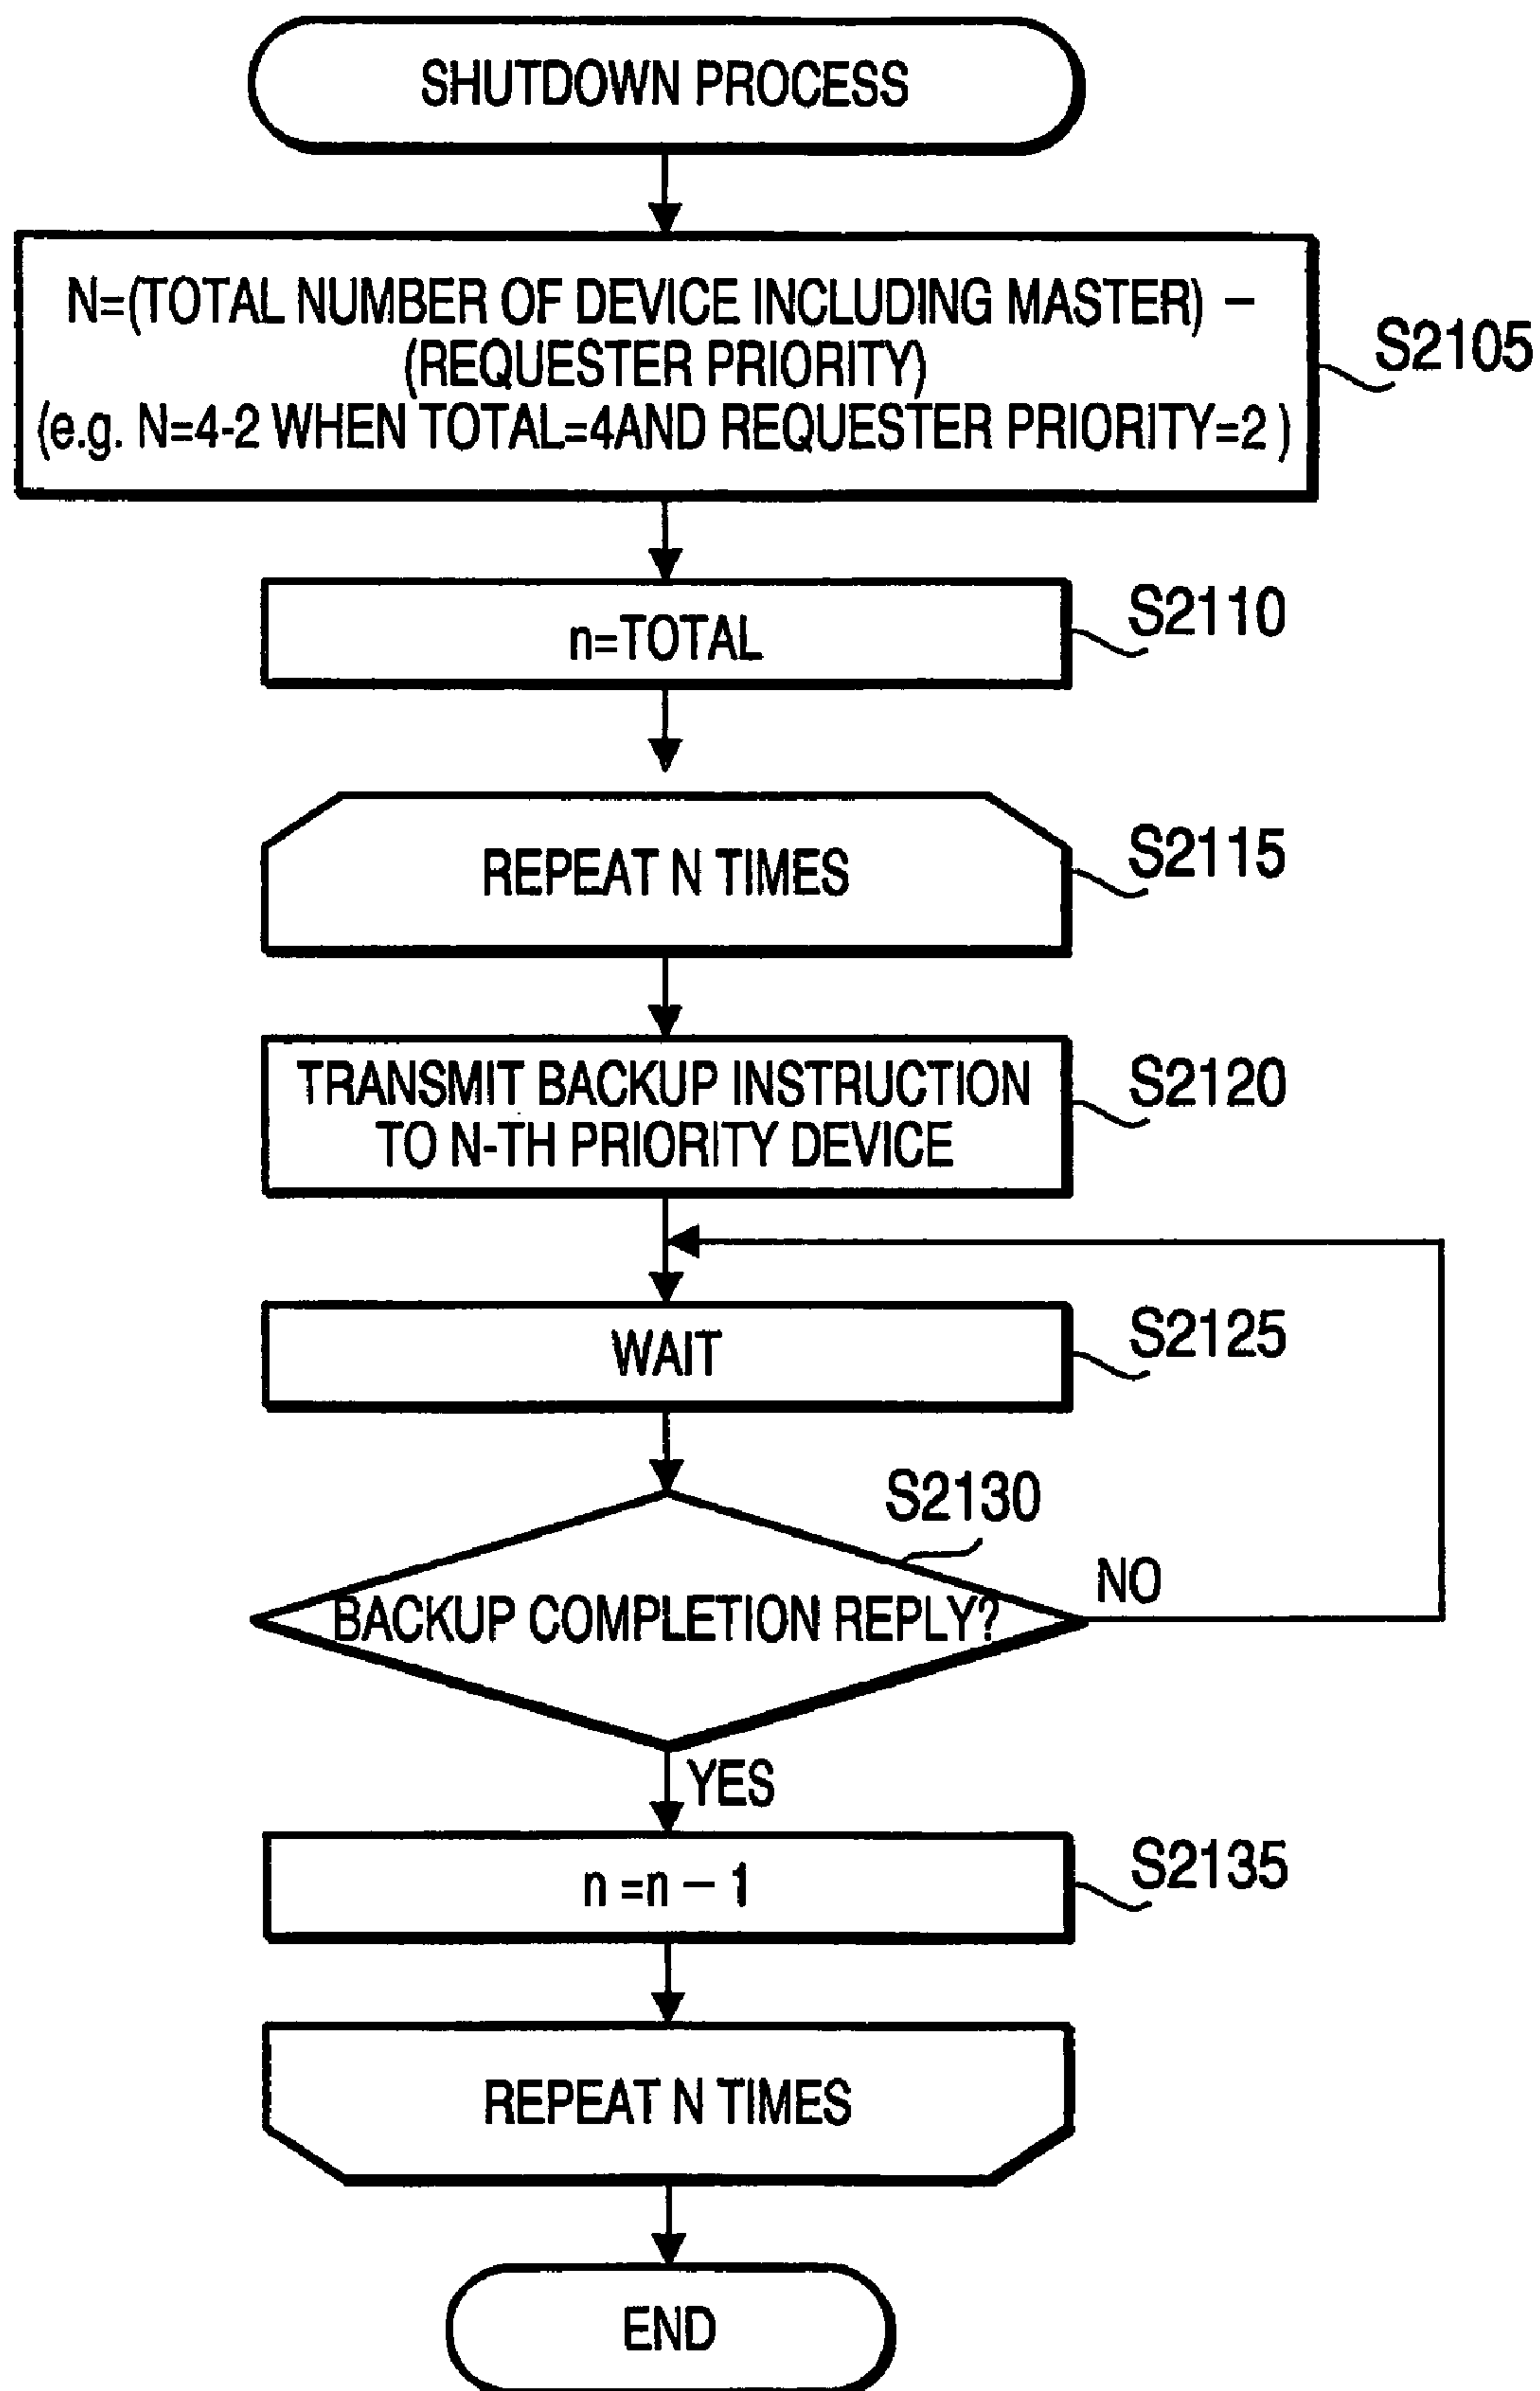 SHUTDOWN PROCESS
N=(TOTAL NUMBER OF DEVICE INCLUDING MASTER) –
(REQUESTER PRIORITY)
(e.g. N=4-2 WHEN TOTAL=4AND REQUESTER PRIORITY=2 )
S2105
n=TOTAL
S2110
REPEAT N TIMES
S2115
TRANSMIT BACKUP INSTRUCTION
TO N-TH PRIORITY DEVICE
S2120
WAIT
S2125
S2130
BACKUP COMPLETION REPLY?
NO
YES
n =n – 1
S2135
REPEAT N TIMES
END